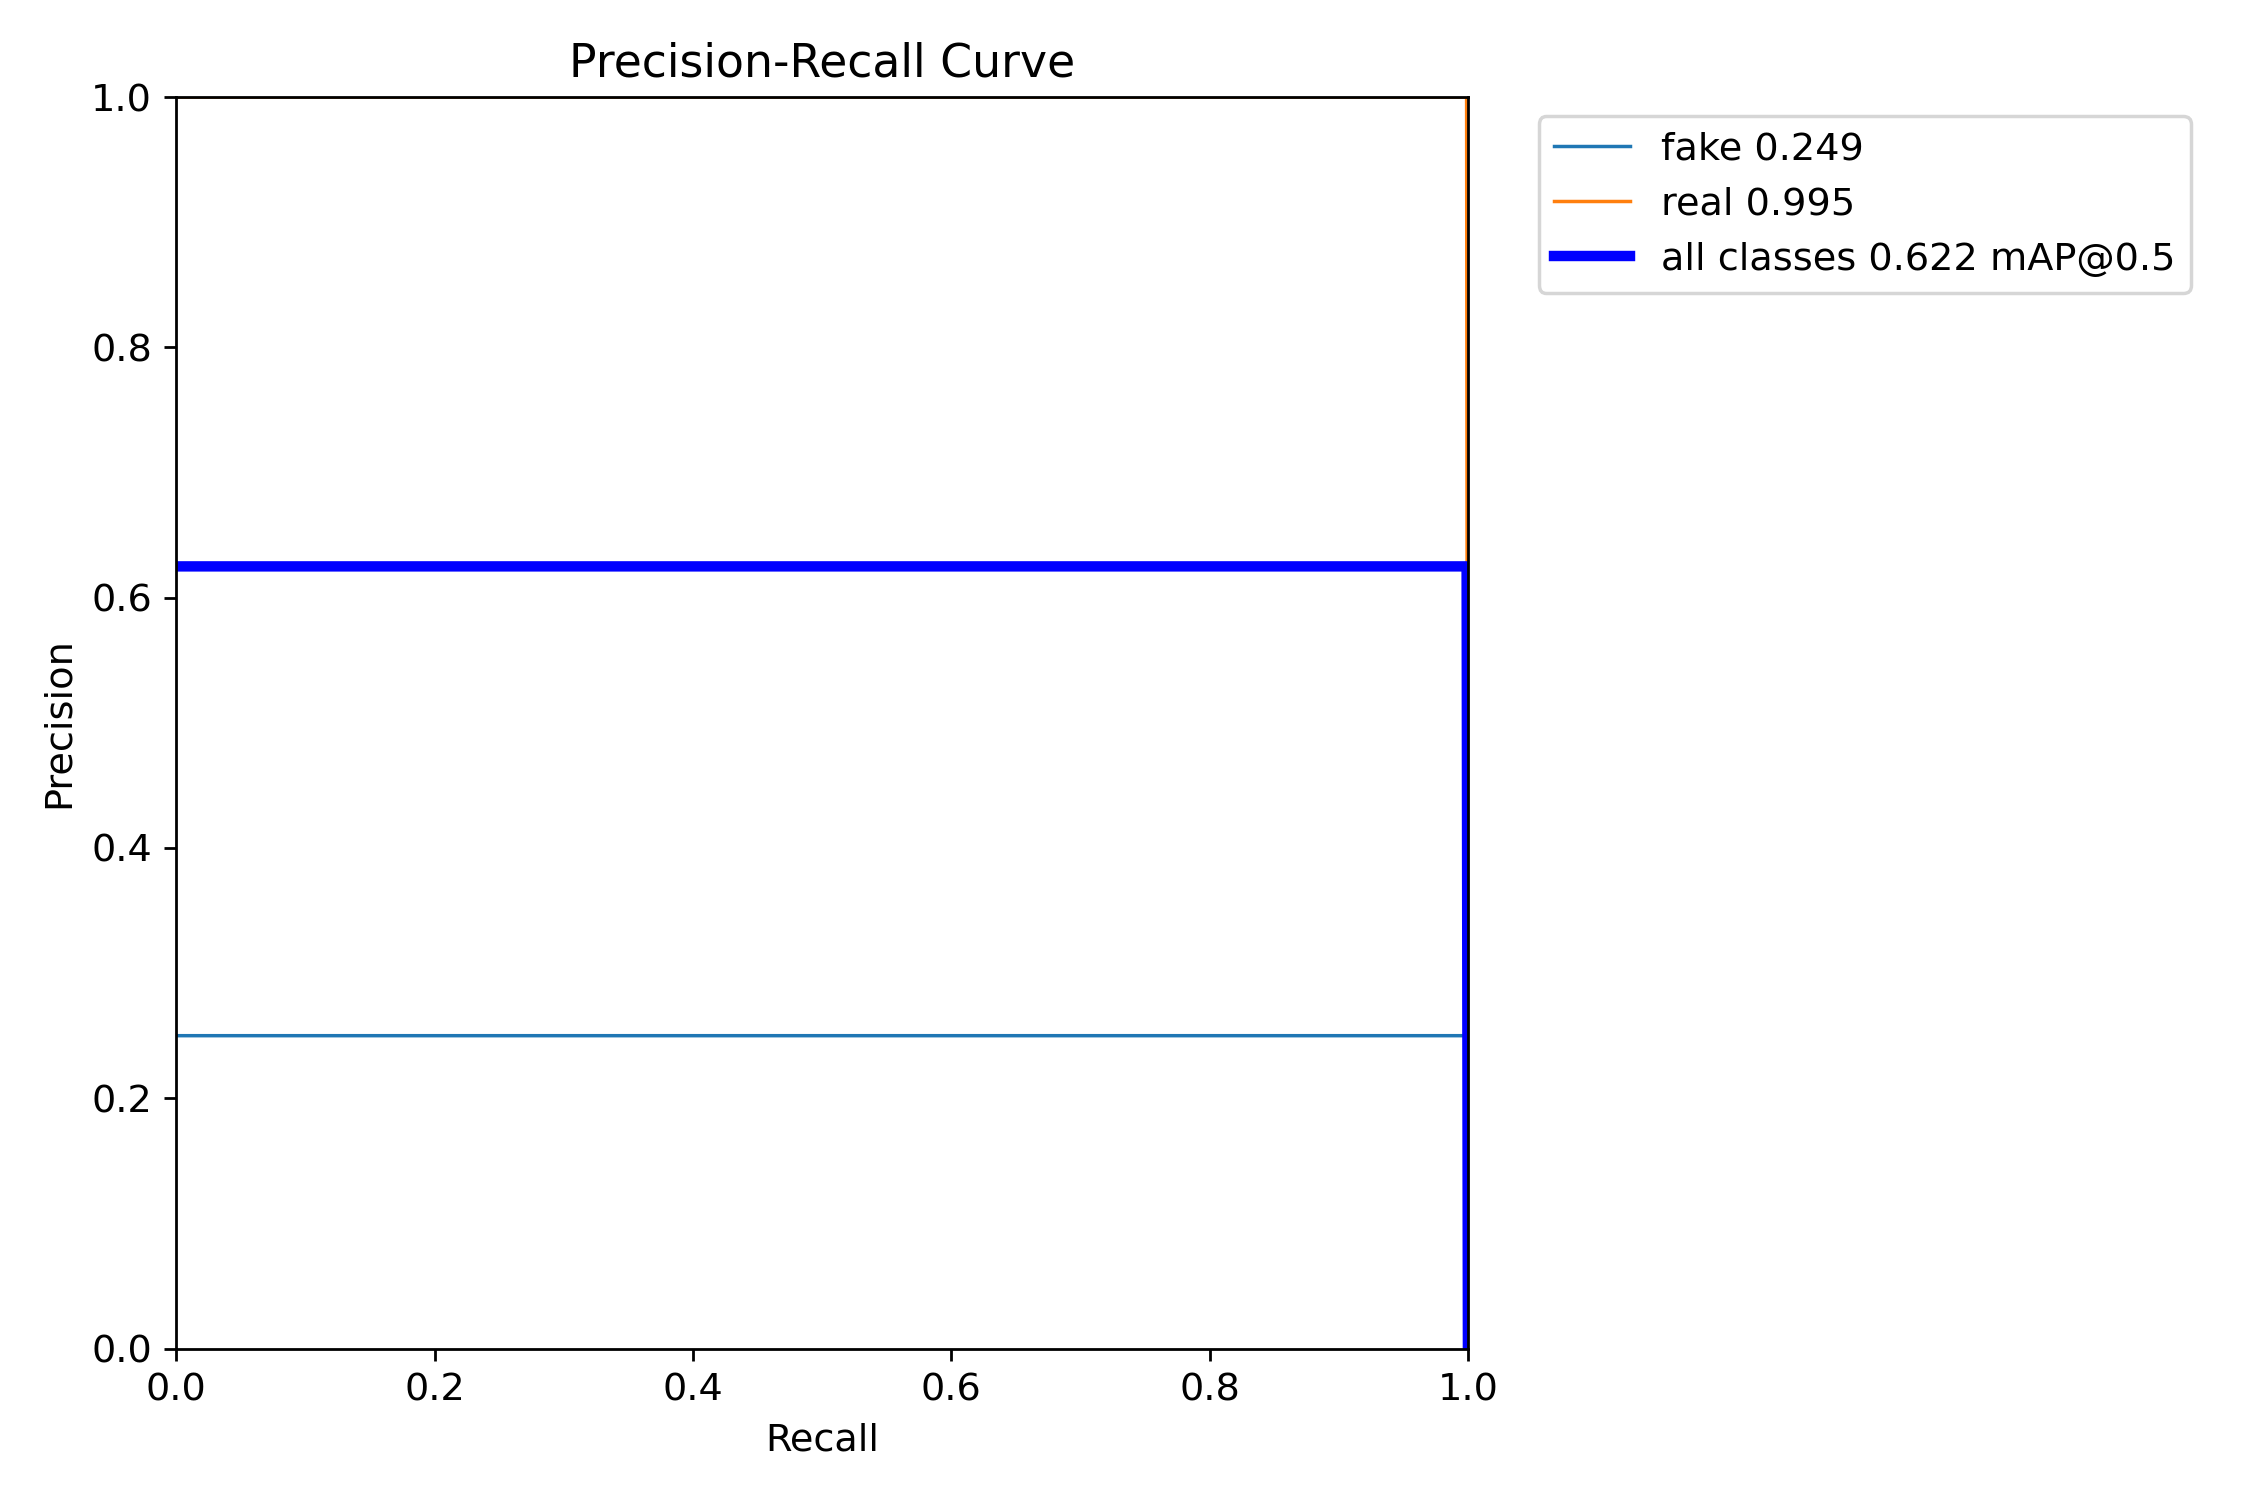 Precision-Recall Curve
1.0
0.8
0.6
0.4
0.2
0.0
Precision
0.0 0.2 0.4 0.6 0.8 1.0
Recall
fake 0.249
real 0.995
all classes 0.622 mAP@0.5